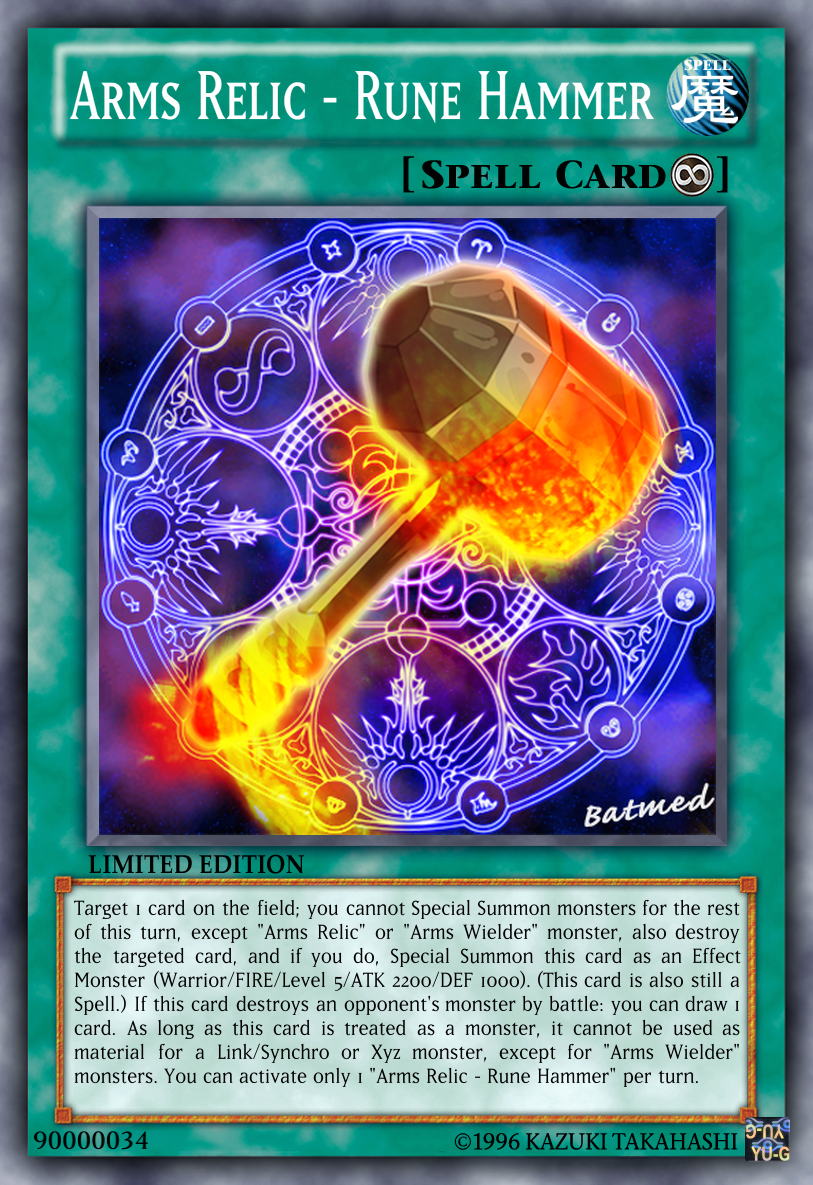 ARMS RELIC - RUNE HAMMER
SPELL
魔
[SPELL CARD∞]
Batmed
LIMITED EDITION
Target 1 card on the field; you cannot Special Summon monsters for the rest
of this turn, except "Arms Relic" or "Arms Wielder" monster, also destroy
the targeted card, and if you do, Special Summon this card as an Effect
Monster (Warrior/FIRE/Level 5/ATK 2200/DEF 1000). (This card is also still a
Spell.) If this card destroys an opponent's monster by battle: you can draw 1
card. As long as this card is treated as a monster, it cannot be used as
material for a Link/Synchro or Xyz monster, except for "Arms Wielder"
monsters. You can activate only 1 "Arms Relic - Rune Hammer" per turn.
90000034
©1996 KAZUKI TAKAHASHI
YU-G
YU-G